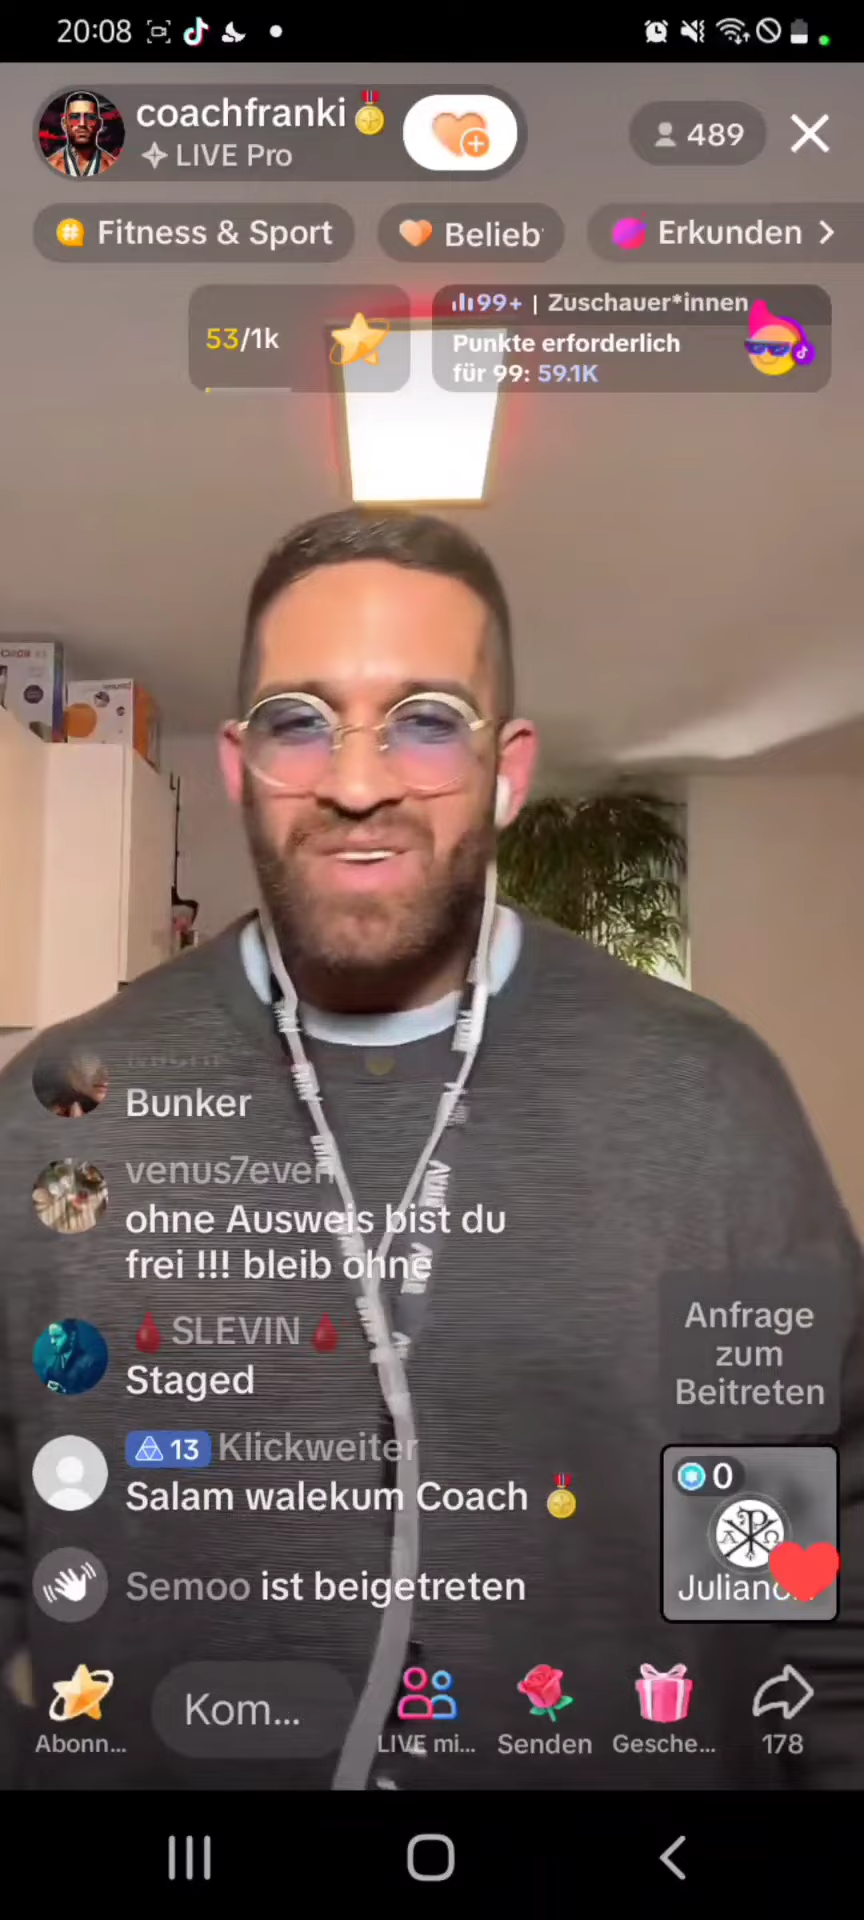 20:08
coachfranki
LIVE Pro
489
Fitness & Sport
Belieb
Erkunden
53/1k
99+ | Zuschauer*innen
Punkte erforderlich
für 99: 59.1K
Bunker
venus7even
ohne Ausweis bist du
frei !!! bleib ohne
SLEVIN
Staged
13 Klickweiter
Salam walekum Coach
Semoo ist beigetreten
Anfrage
zum
Beitreten
0
Juliano...
Abonn...
Kom...
LIVE mi...
Senden
Gesche...
178